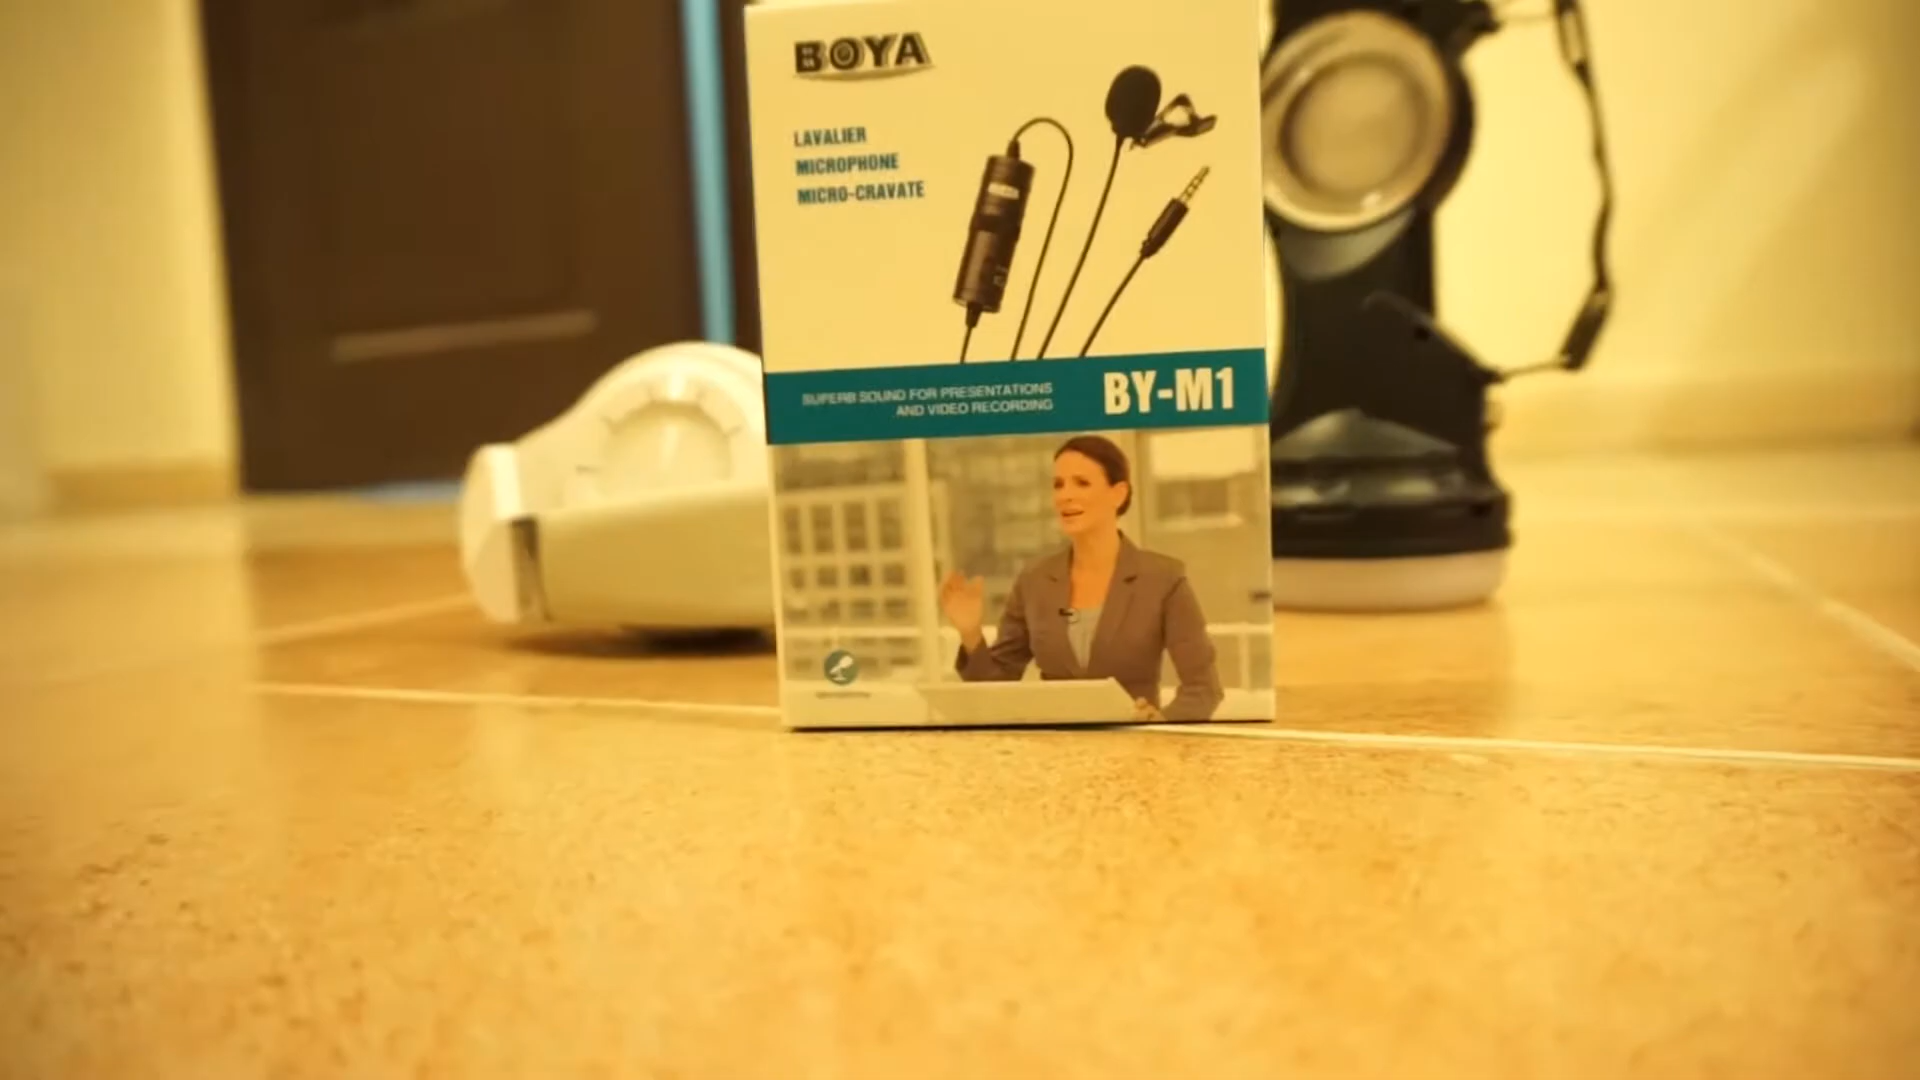 BOYA
LAVALIER
MICROPHONE
MICRO-CRAVATE
SUPERB SOUND FOR PRESENTATIONS
AND VIDEO RECORDING
BY-M1